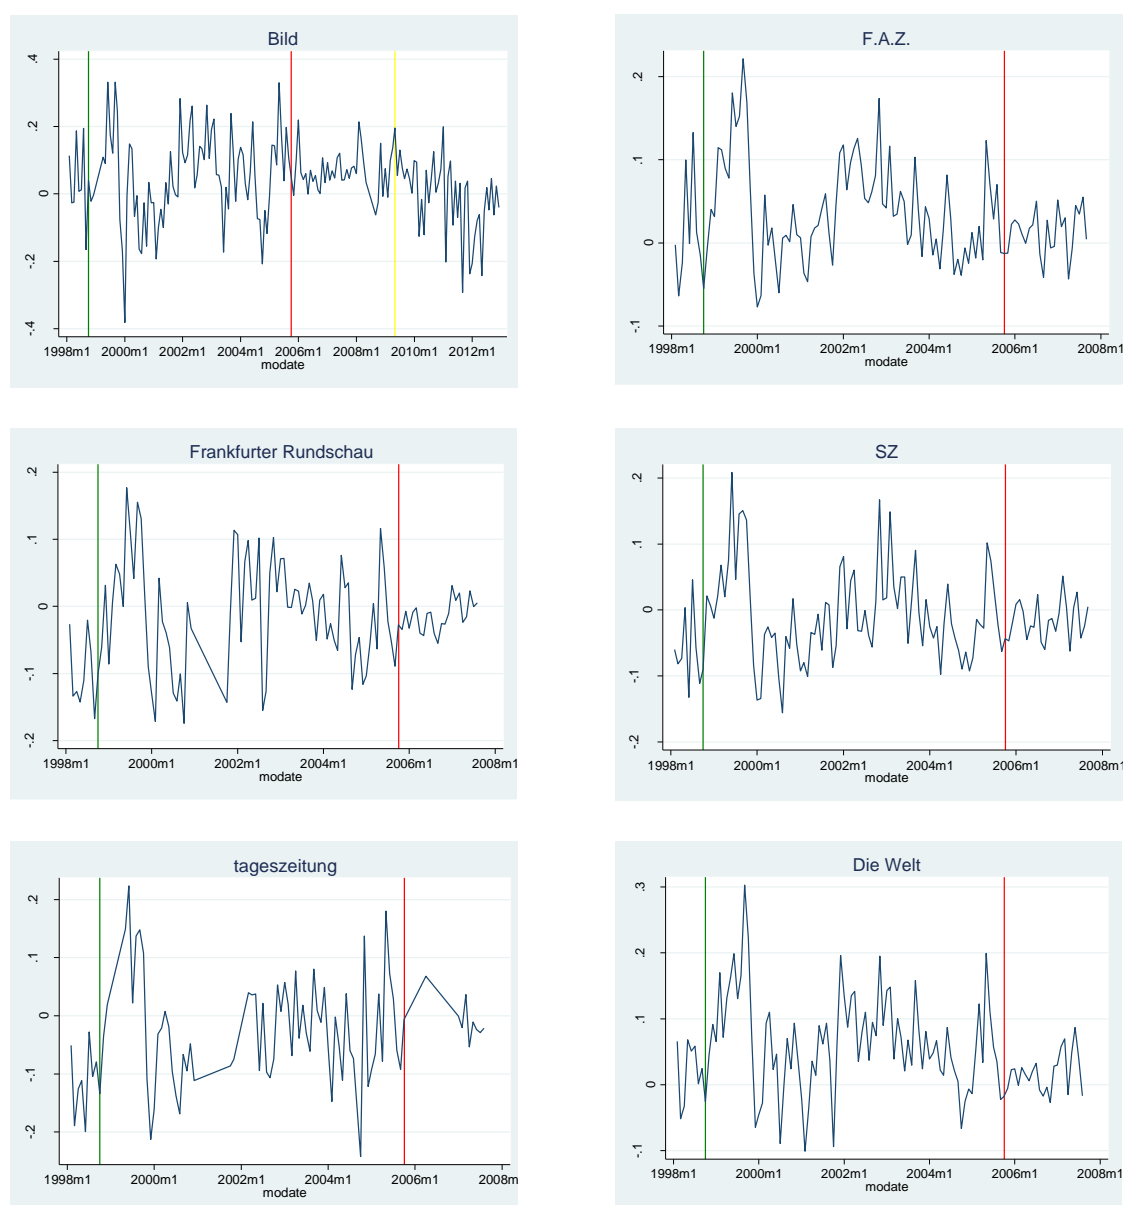 Bild
.4
.2
0
-.2
-.4
1998m1 2000m1 2002m1 2004m1 2006m1 2008m1 2010m1 2012m1
modate
F.A.Z.
.2
.1
0
-.1
1998m1 2000m1 2002m1 2004m1 2006m1 2008m1
modate
Frankfurter Rundschau
.2
.1
0
-.1
-.2
1998m1 2000m1 2002m1 2004m1 2006m1 2008m1
modate
SZ
.2
.1
0
-.1
-.2
1998m1 2000m1 2002m1 2004m1 2006m1 2008m1
modate
tageszeitung
.2
.1
0
-.1
-.2
1998m1 2000m1 2002m1 2004m1 2006m1 2008m
modate
Die Welt
.3
.2
.1
0
-.1
1998m1 2000m1 2002m1 2004m1 2006m1 2008m1
modate